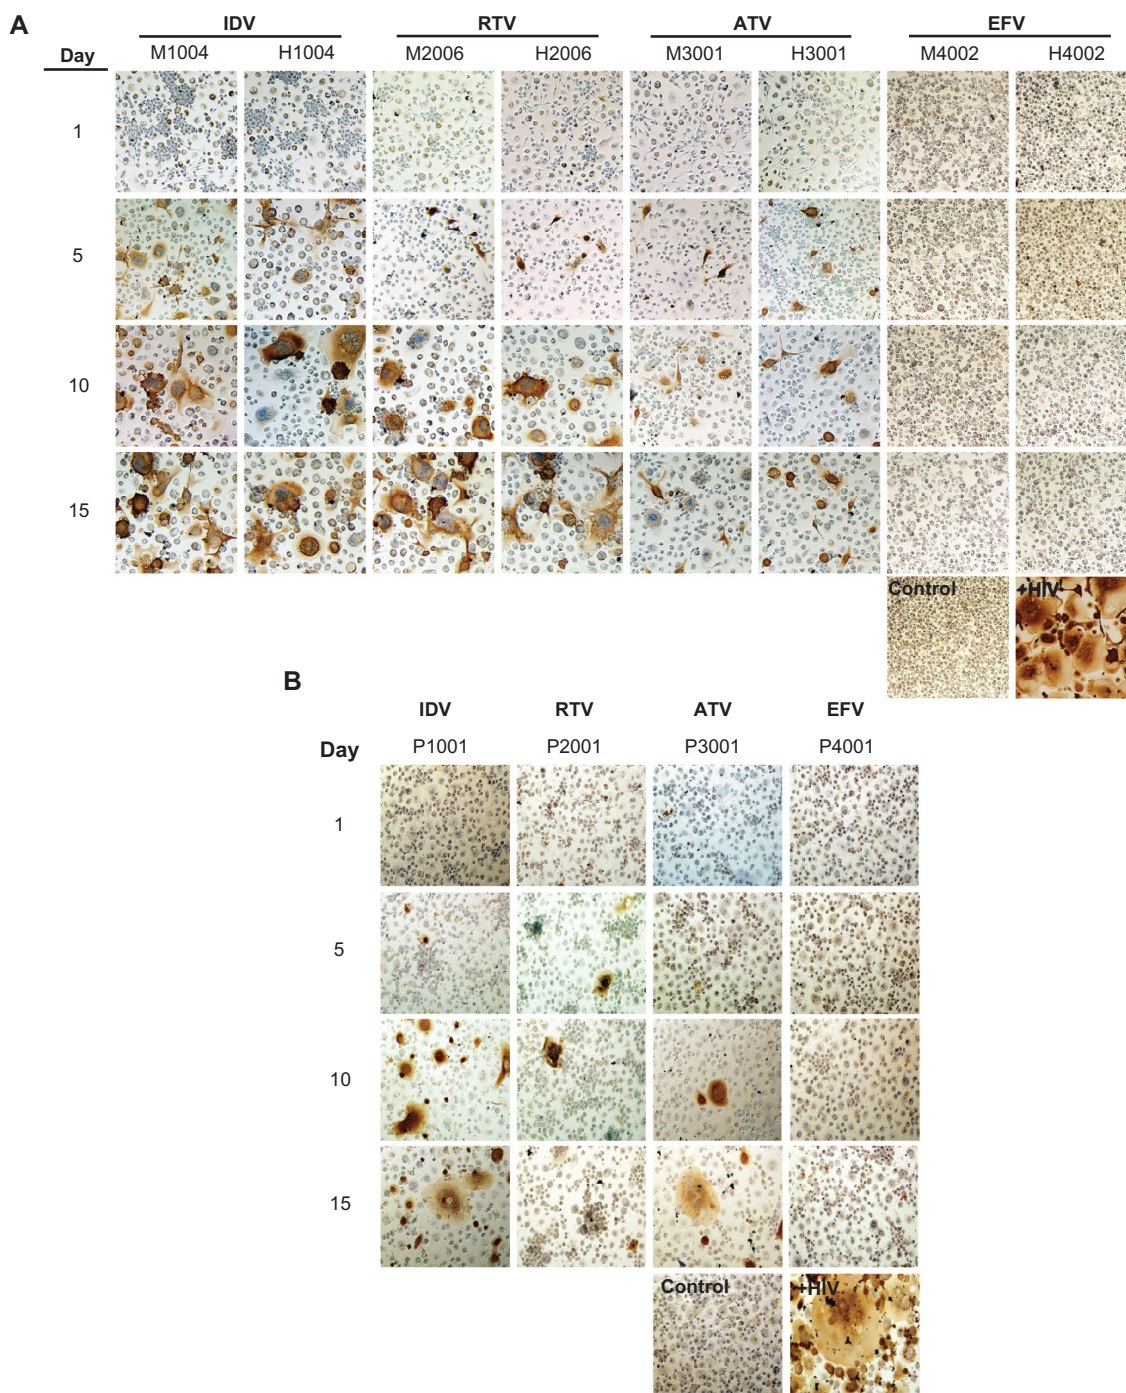 A
IDV RTV ATV EFV
Day M1004 H1004 M2006 H2006 M3001 H3001 M4002 H4002
1
5
10
15
Control +HIV
B
IDV RTV ATV EFV
Day P1001 P2001 P3001 P4001
1
5
10
15
Control +HIV